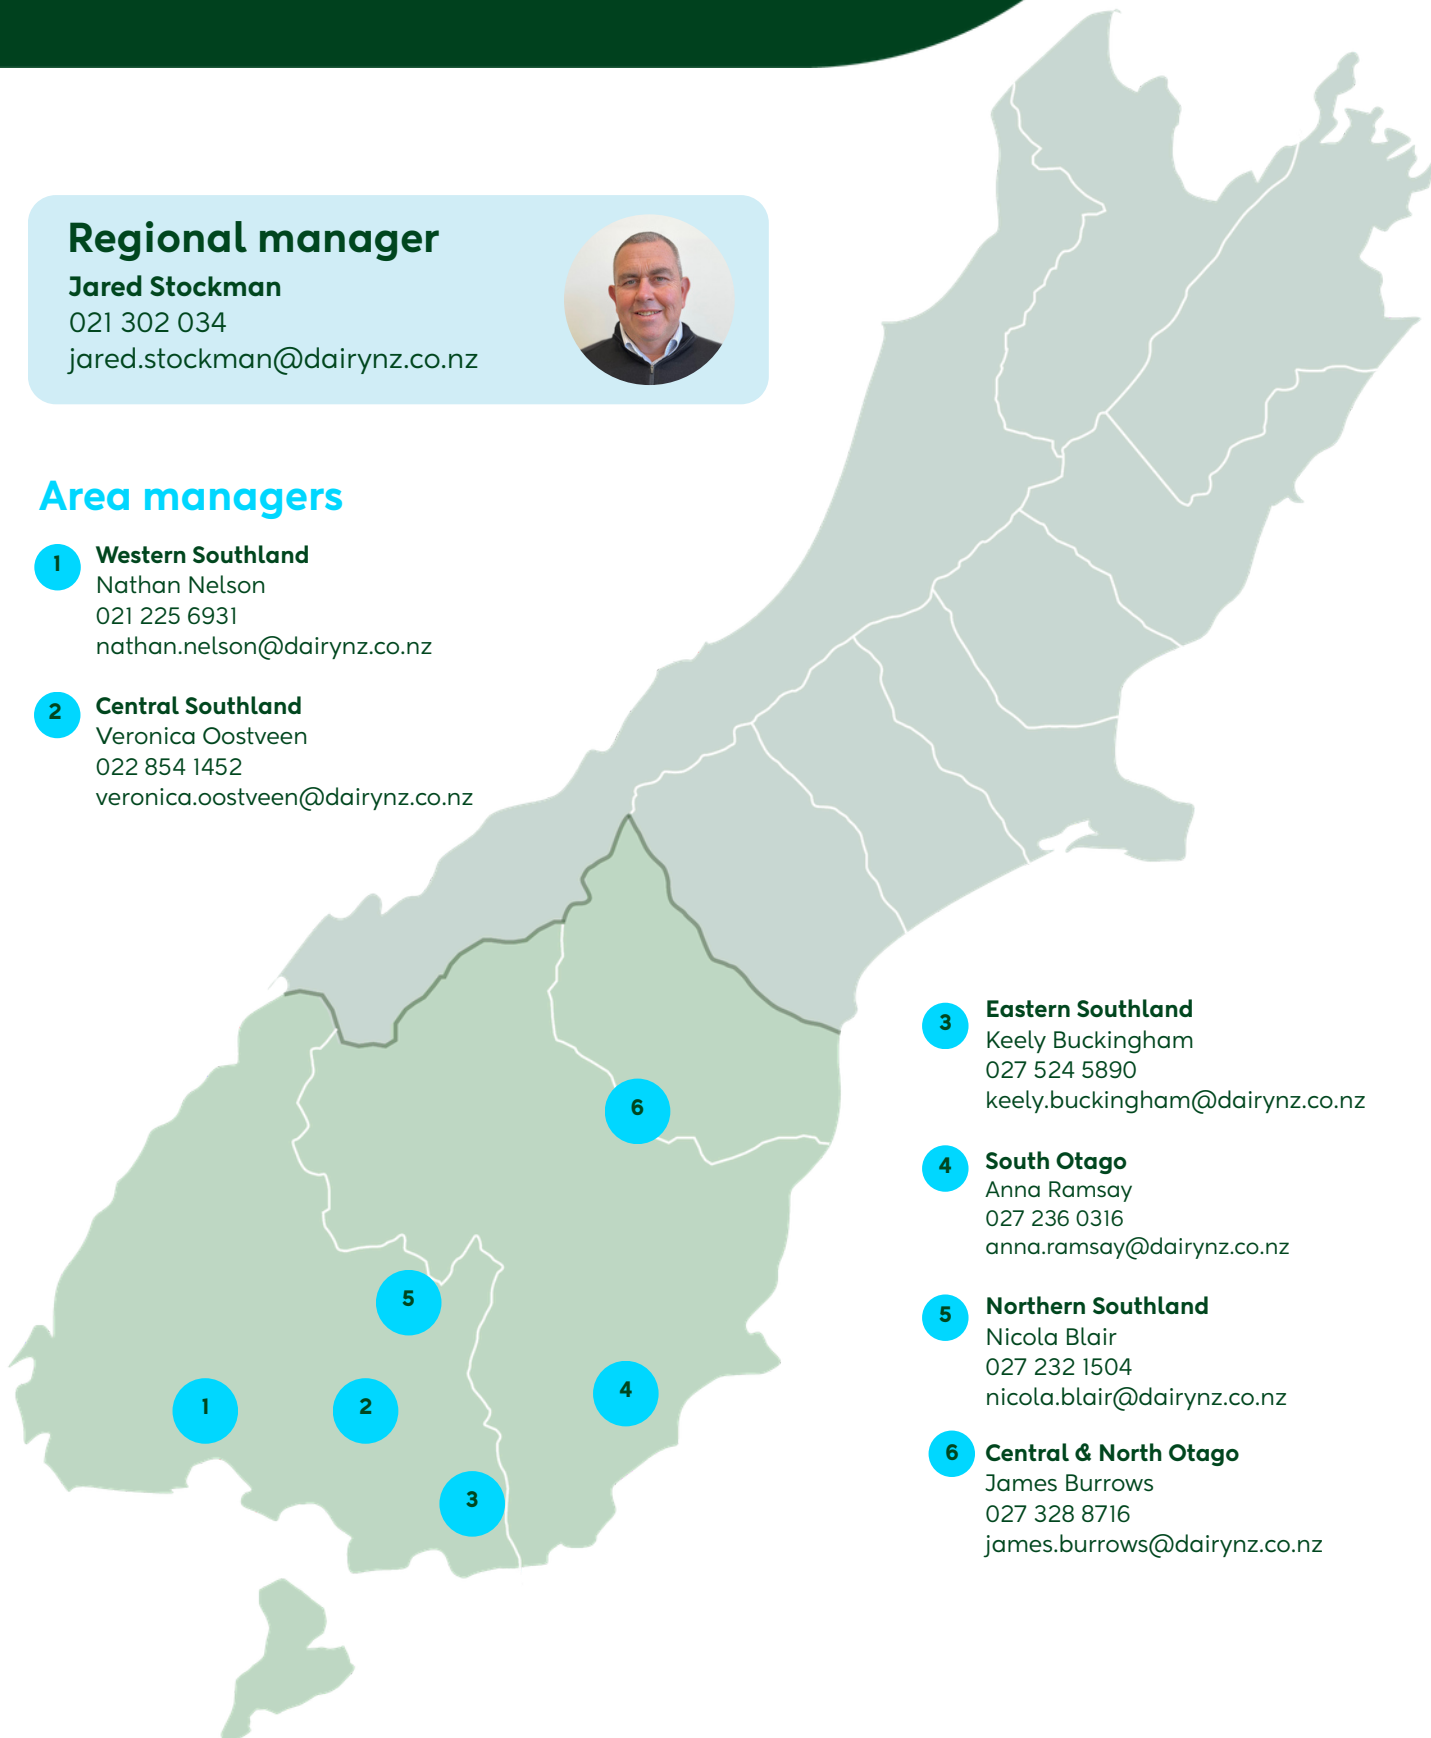 Regional manager
Jared Stockman
021 302 034
jared.stockman@dairynz.co.nz
Area managers
1
Western Southland
Nathan Nelson
021 225 6931
nathan.nelson@dairynz.co.nz
2
Central Southland
Veronica Oostveen
022 854 1452
veronica.oostveen@dairynz.co.nz
3
Eastern Southland
Keely Buckingham
027 524 5890
keely.buckingham@dairynz.co.nz
4
South Otago
Anna Ramsay
027 236 0316
anna.ramsay@dairynz.co.nz
5
Northern Southland
Nicola Blair
027 232 1504
nicola.blair@dairynz.co.nz
6
Central & North Otago
James Burrows
027 328 8716
james.burrows@dairynz.co.nz
6
5
4
1
2
3